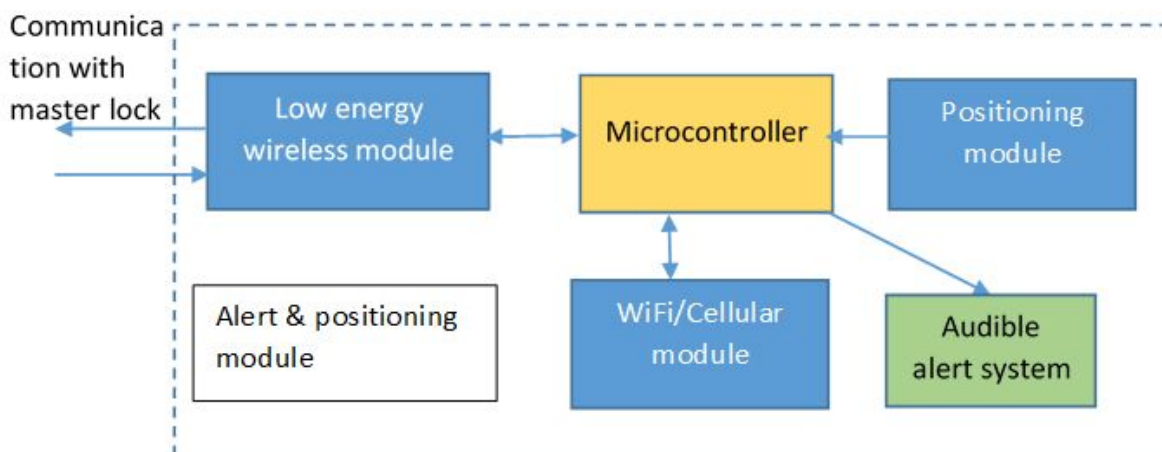 Communica
tion with
master lock
Low energy
wireless module
Microcontroller
Positioning
module
Alert & positioning
module
WiFi/Cellular
module
Audible
alert system